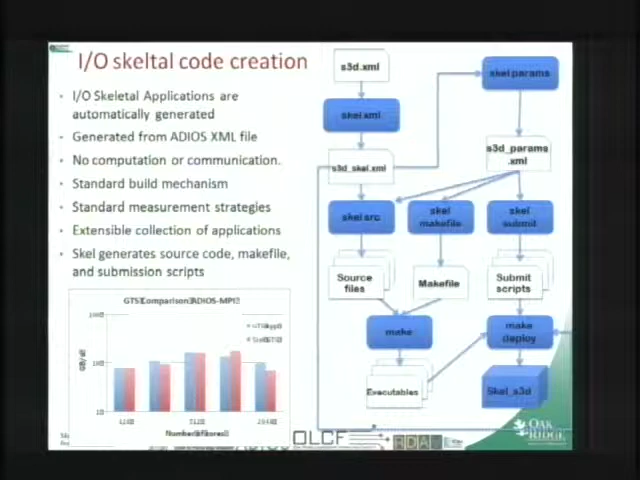 I/O skeltal code creation
I/O Skeletal Applications are
automatically generated
Generated from ADIOS XML file
No computation or communication.
Standard build mechanism
Standard measurement strategies
Extensible collection of applications
Skel generates source code, makefile,
and submission scripts
s3d.xml
skel xml
s3d_skel.xml
skel params
s3d_params
.xml
skel src
skel
makefile
skel
submit
Source
files
Makefile
Submit
scripts
make
make
deploy
Executables
Skel_s3d
OLCF
OAK
RIDGE